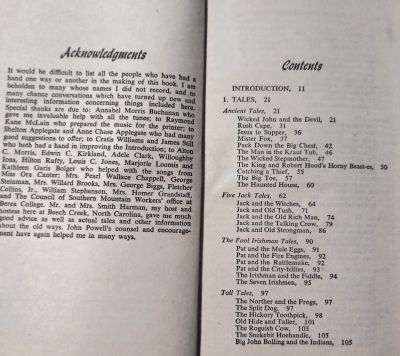 Acknowledgments
It would be difficult to list all the people who have had a
hand one way or another in the making of this book. I am
beholden to many whose names I did not record, and to
many chance conversations which have turned up new and
interesting information concerning things included here.
Special thanks are due to: Annabel Morris Buchanan who
gave me invaluable help with all the tunes; to Raymond
Kane McLain who prepared the music for the printer; to
Shelton Applegate and Anne Chase Applegate who had many
suggestions to offer; to Cratis Williams and James Still
who both had a hand in improving the Introduction; to Alton
C. Morris, Edwin C. Kirkland, Adele Clark, Willoughby
Ions, Hilton Rufty, Louis C. Jones, Marjorie Loomis and
Kathleen Garis Bolger who helped with the songs from
Miss Ora Canter; Mrs. Pearl Wallace Chappell, George
Steinmax, Mrs. Willard Brooks, Mrs. George Biggs, Fletcher
Collins, Jr., William Stephenson, Mrs. Homer Grandstaff,
and The Council of Southern Mountain Workers' office at
Berea College. Mr. and Mrs. Smith Harman, my host and
hostess here at Beech Creek, North Carolina, gave me much
good advice as well as actual tales and other information
about the old ways. John Powell's counsel and encourage-
ment have again helped me in many ways.
Contents
INTRODUCTION, 11
1. TALES, 21
Ancient Tales, 21
Wicked John and the Devil, 21
Rush Cape, 31
Jesus to Supper, 36
Mister Fox, 37
Pack Down the Big Chest, 42
The Man in the Kraut Tub, 46
The Wicked Stepmother, 47
The King and Robert Hood's Horny Beast-es, 50
Catching a Thief, 55
The Big Toe, 57
The Haunted House, 60
Five Jack Tales, 62
Jack and the Witches, 64
Jack and Old Tush, 71
Jack and the Old Rich Man, 74
Jack and the Talking Crow, 79
Jack and Old Strongman, 86
The Fool Irishman Tales, 90
Pat and the Mule Eggs, 91
Pat and the Fire Engines, 92
Pat and the Rattlesnake, 92
Pat and the City-billies, 93
The Irishman and the Fiddle, 94
The Seven Irishmen, 95
Tall Tales, 97
The Norther and the Frogs, 97
The Split Dog, 97
The Hickory Toothpick, 98
Old Hide and Taller, 101
The Roguish Cow, 103
The Snakebit Hoehandle, 105
Big John Bolling and the Indians, 105